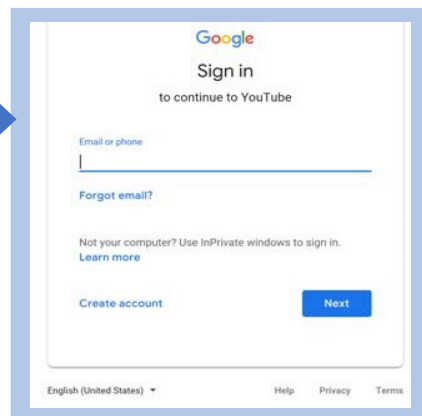 Google
Sign in
to continue to YouTube
Email or phone
Forgot email?
Not your computer? Use InPrivate windows to sign in.
Learn more
Create account
Next
English (United States)
Help Privacy Terms